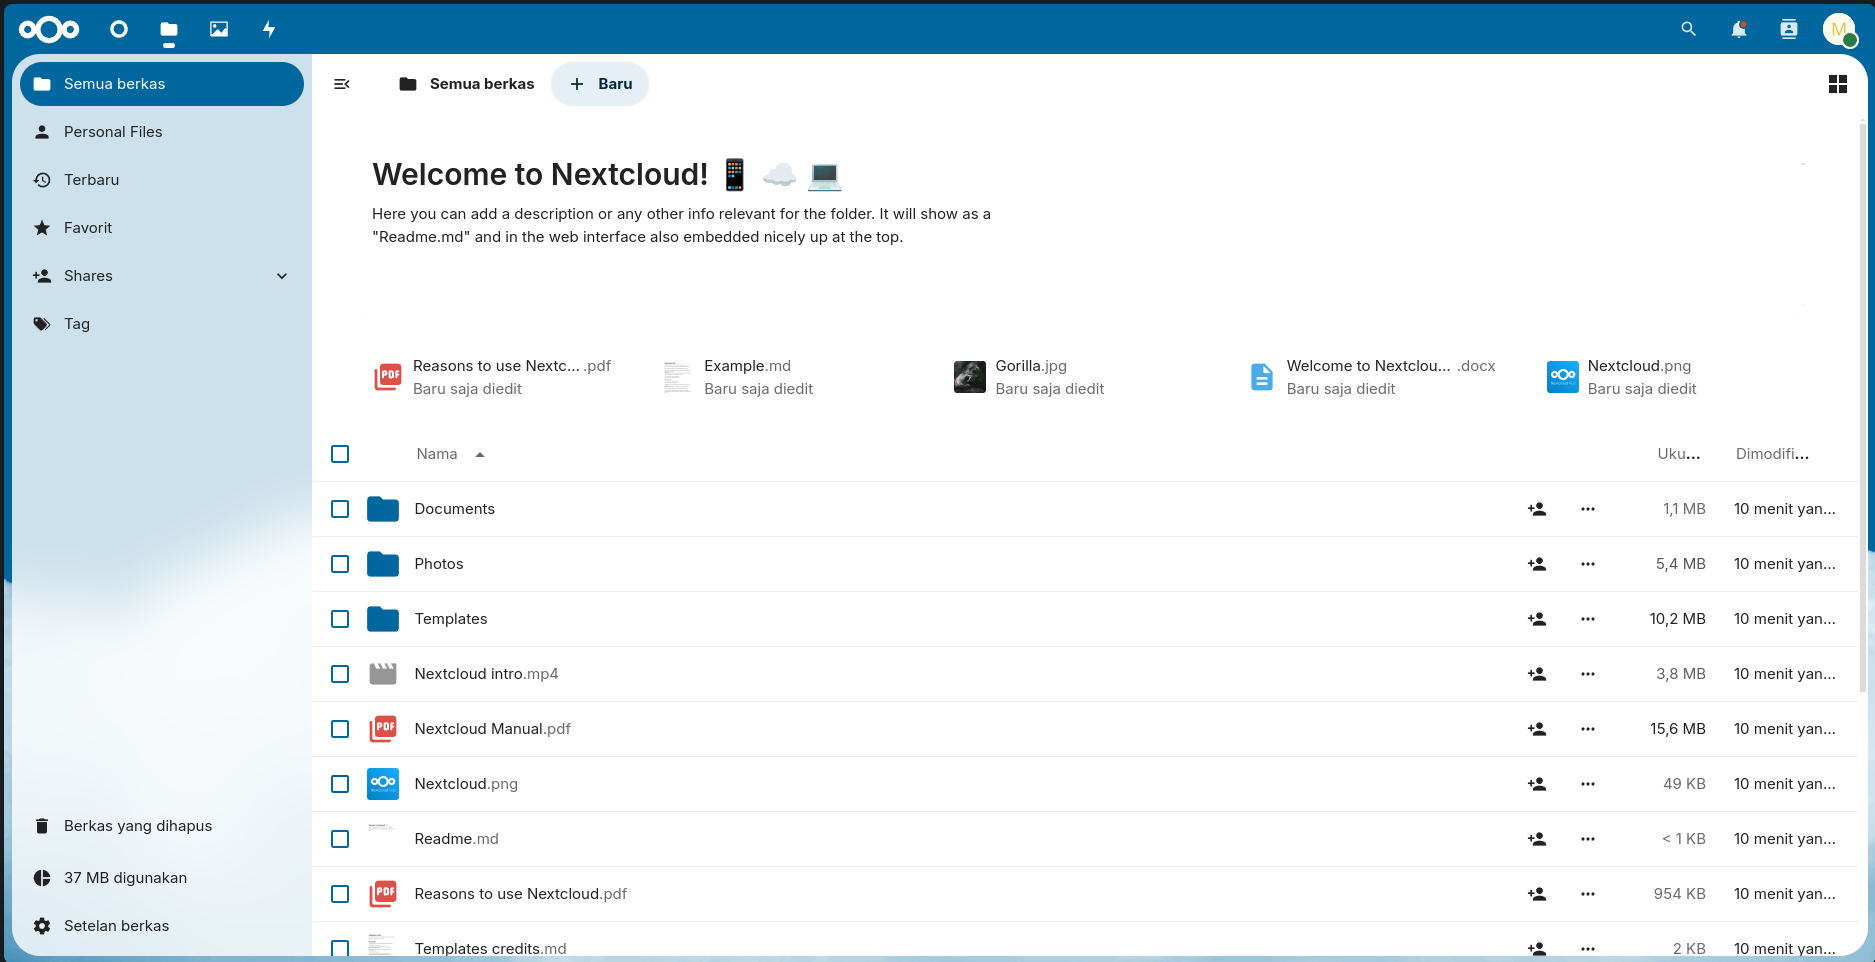 M
Semua berkas
Personal Files
Terbaru
Favorit
Shares
Tag
Berkas yang dihapus
37 MB digunakan
Setelan berkas
Semua berkas
Baru
Welcome to Nextcloud! 📱 ☁️ 💻
Here you can add a description or any other info relevant for the folder. It will show as a
"Readme.md" and in the web interface also embedded nicely up at the top.
Reasons to use Nextc... .pdf
Baru saja diedit
Example.md
Baru saja diedit
Gorilla.jpg
Baru saja diedit
Welcome to Nextclou... .docx
Baru saja diedit
Nextcloud.png
Baru saja diedit
Nama Uku... Dimodifi...
Documents 1,1 MB 10 menit yan...
Photos 5,4 MB 10 menit yan...
Templates 10,2 MB 10 menit yan...
Nextcloud intro.mp4 3,8 MB 10 menit yan...
PDF Nextcloud Manual.pdf 15,6 MB 10 menit yan...
Nextcloud.png 49 KB 10 menit yan...
Readme.md < 1 KB 10 menit yan...
PDF Reasons to use Nextcloud.pdf 954 KB 10 menit yan...
Templates credits.md 2 KB 10 menit yan...